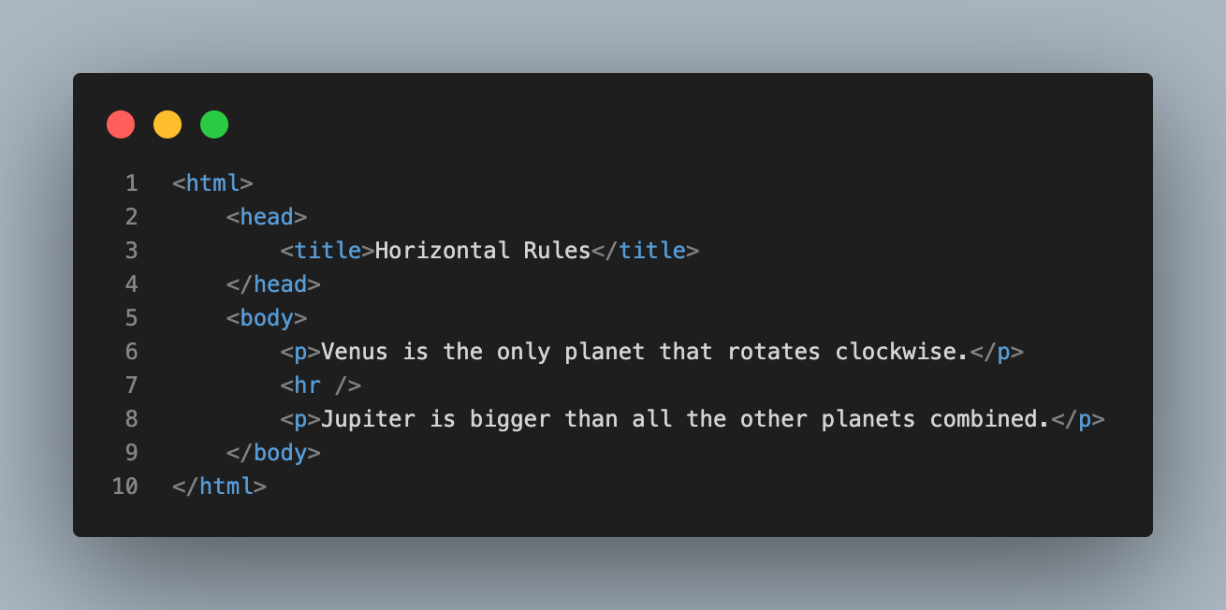 1 <html>
2     <head>
3         <title>Horizontal Rules</title>
4     </head>
5     <body>
6         <p>Venus is the only planet that rotates clockwise.</p>
7         <hr />
8         <p>Jupiter is bigger than all the other planets combined.</p>
9     </body>
10 </html>